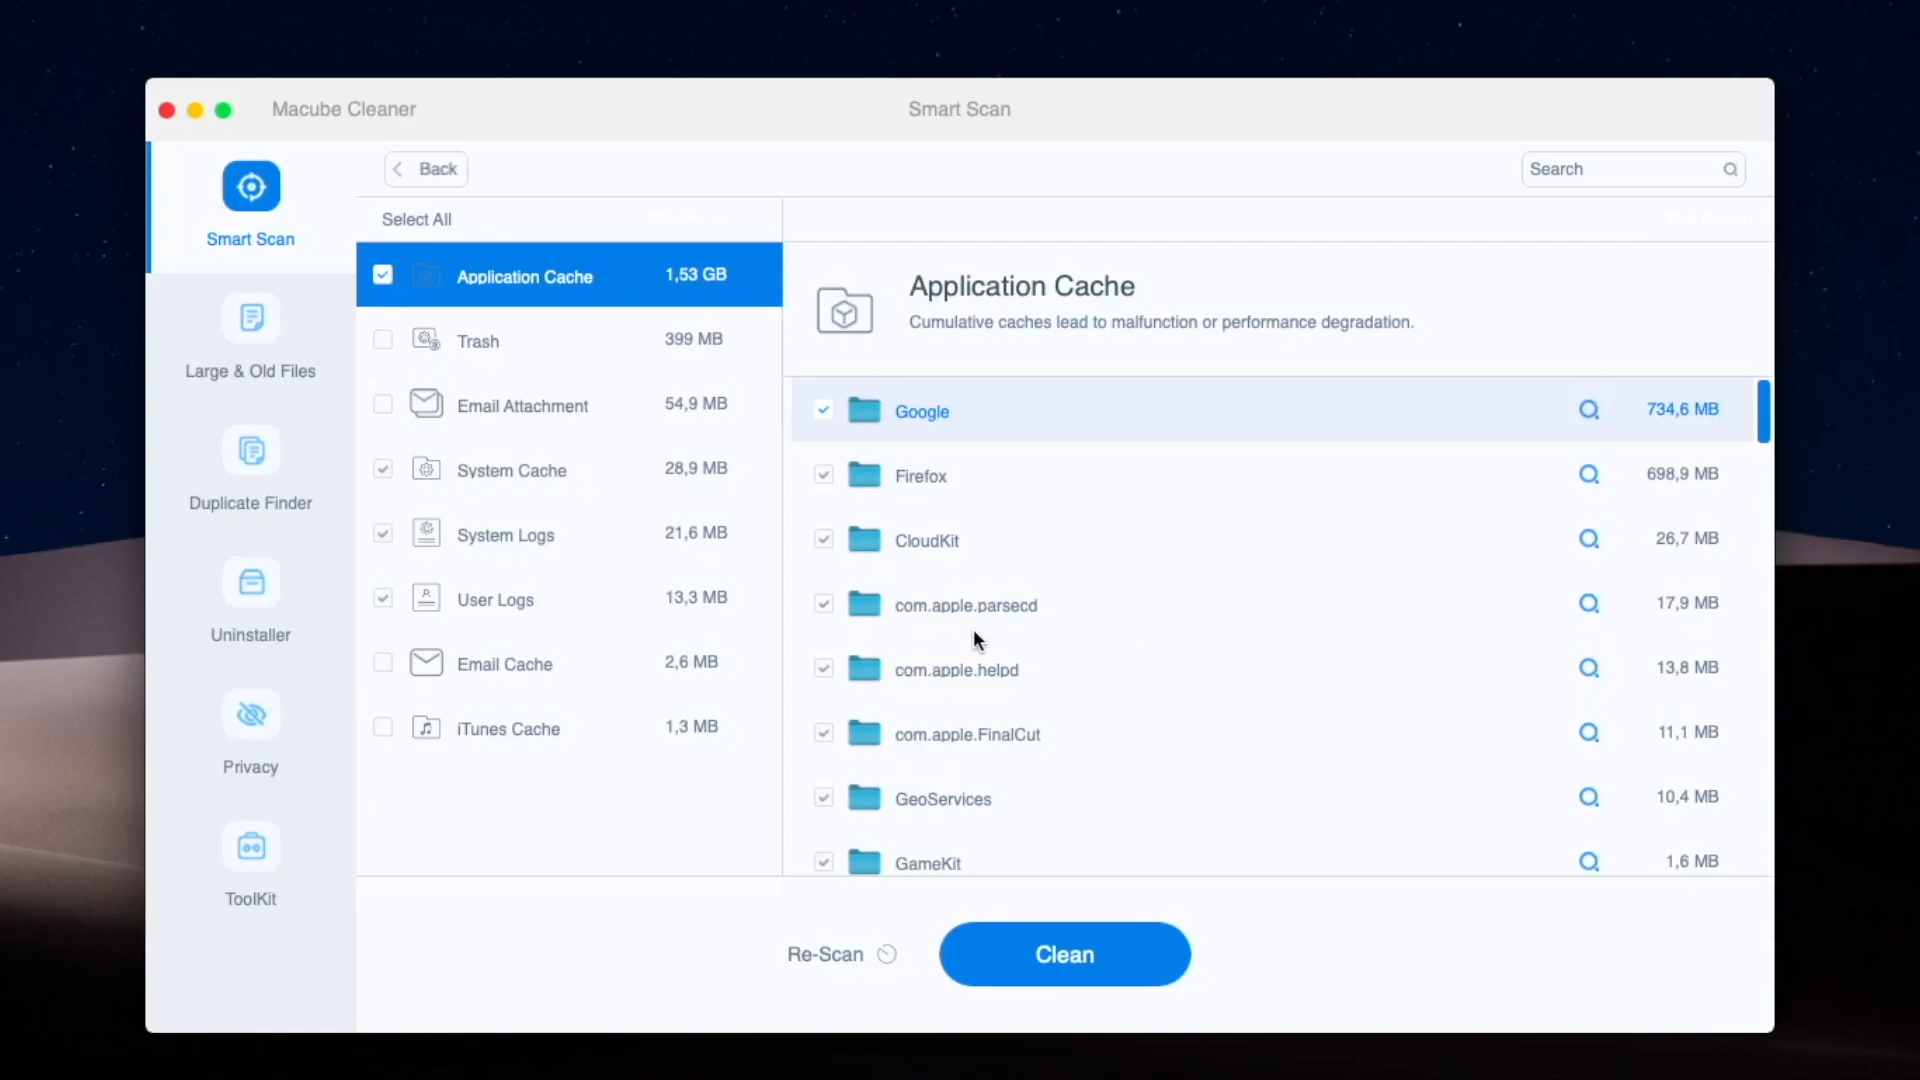 Macube Cleaner
Smart Scan
Back
Search
Smart Scan
Select All
Application Cache 1,53 GB
Application Cache
Cumulative caches lead to malfunction or performance degradation.
Trash 399 MB
Large & Old Files
Email Attachment 54,9 MB
Google 734,6 MB
System Cache 28,9 MB
Firefox 698,9 MB
Duplicate Finder
System Logs 21,6 MB
CloudKit 26,7 MB
User Logs 13,3 MB
com.apple.parsecd 17,9 MB
Uninstaller
Email Cache 2,6 MB
com.apple.helpd 13,8 MB
iTunes Cache 1,3 MB
com.apple.FinalCut 11,1 MB
Privacy
GeoServices 10,4 MB
GameKit 1,6 MB
ToolKit
Re-Scan
Clean